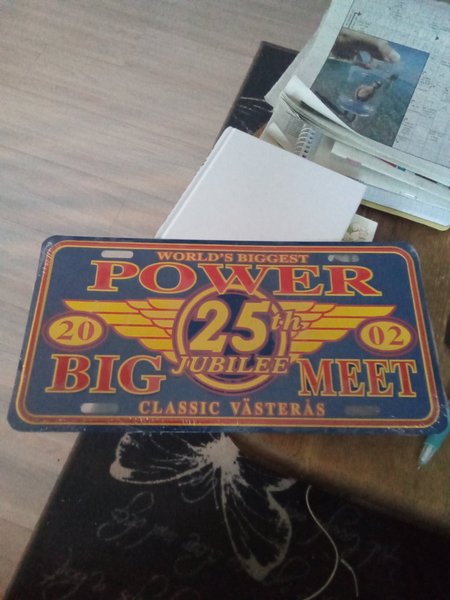 WORLD'S BIGGEST
POWER
20 25th 02
JUBILEE
BIG MEET
CLASSIC VÄSTERÅS